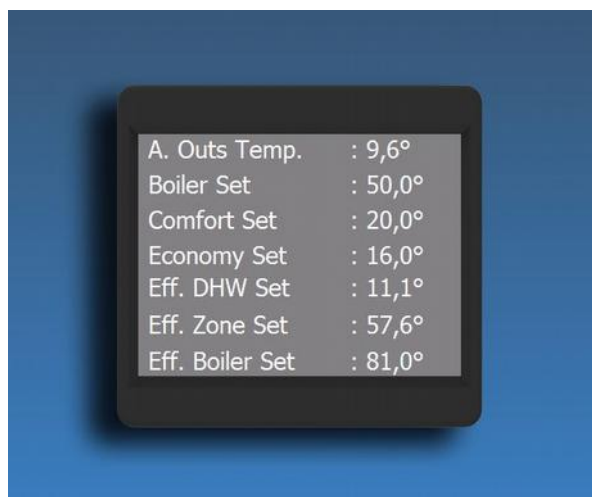 A. Outs Temp. : 9,6°
Boiler Set : 50,0°
Comfort Set : 20,0°
Economy Set : 16,0°
Eff. DHW Set : 11,1°
Eff. Zone Set : 57,6°
Eff. Boiler Set : 81,0°